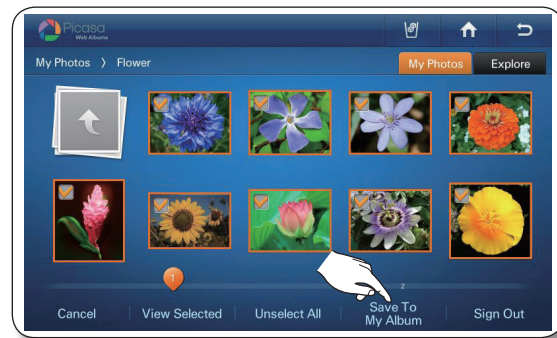 Picasa
Web Albums
My Photos > Flower
My Photos
Explore
1
2
Cancel
View Selected
Unselect All
Save To
My Album
Sign Out